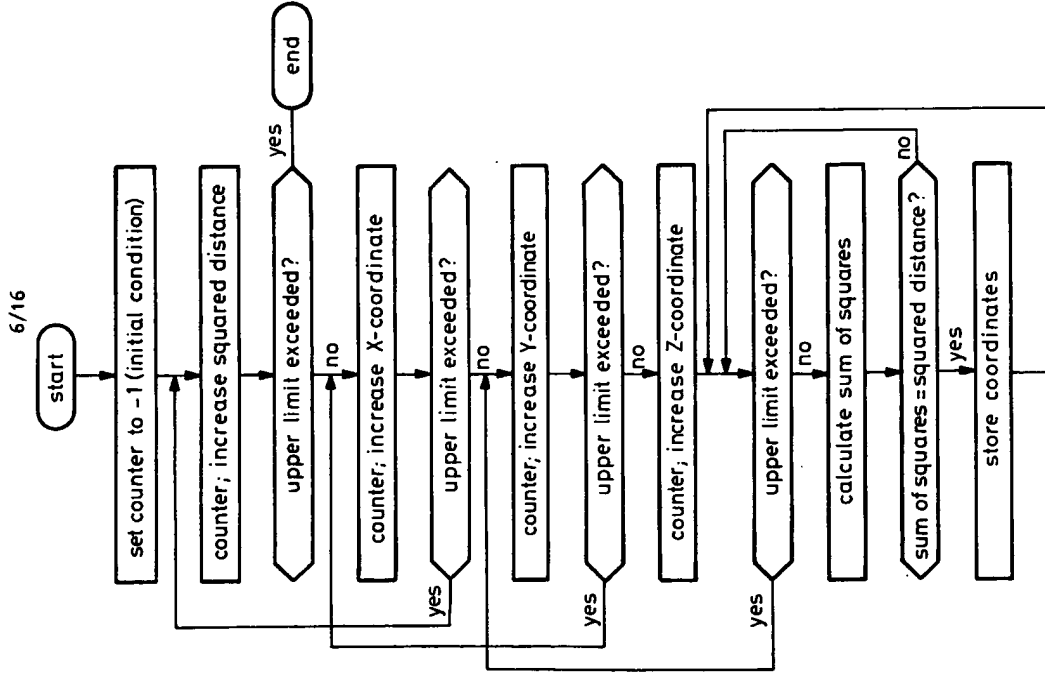 6/16
start
set counter to -1 (initial condition)
counter; increase squared distance
upper limit exceeded?
yes
end
no
counter; increase X-coordinate
upper limit exceeded?
yes
no
counter; increase Y-coordinate
upper limit exceeded?
yes
no
counter; increase Z-coordinate
upper limit exceeded?
yes
no
calculate sum of squares
sum of squares = squared distance?
no
yes
store coordinates